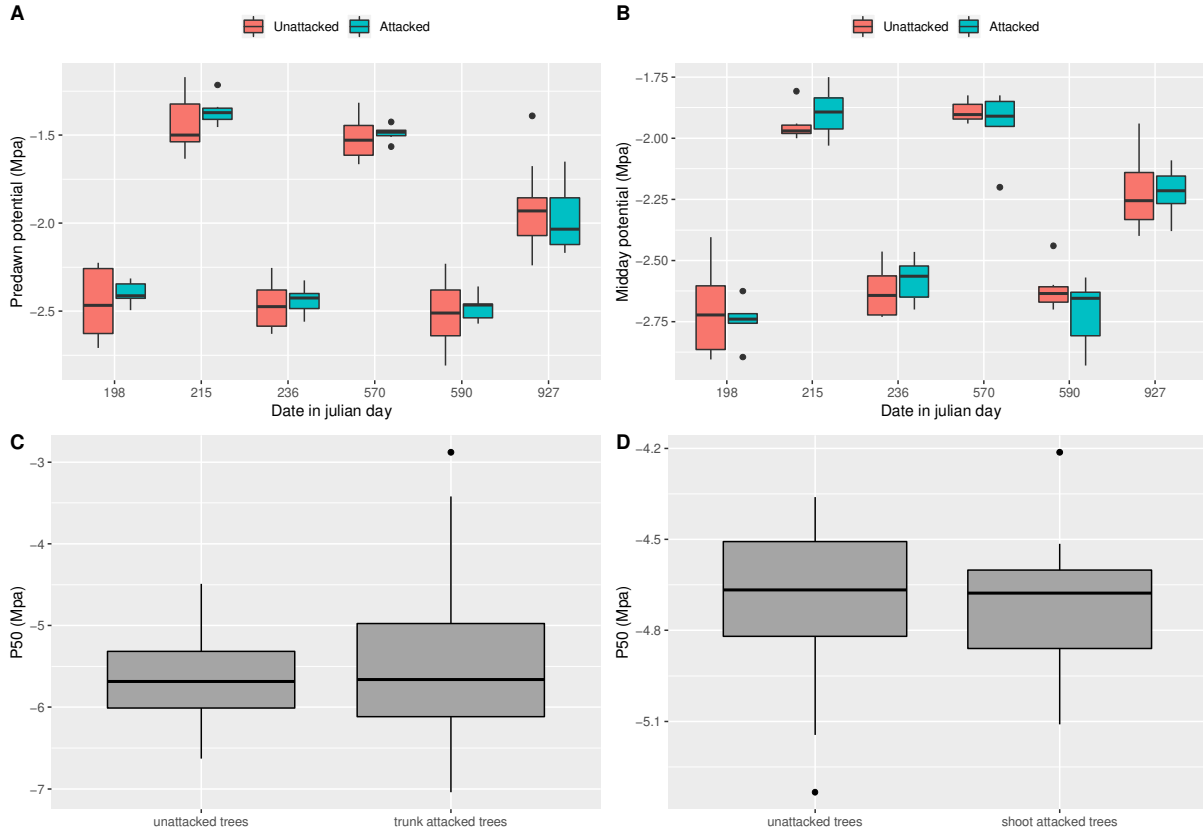 A
Unattacked Attacked
Predawn potential (Mpa)
−1.5
−2.0
−2.5
198 215 236 570 590 927
Date in julian day
B
Unattacked Attacked
Midday potential (Mpa)
−1.75
−2.00
−2.25
−2.50
−2.75
198 215 236 570 590 927
Date in julian day
C
P50 (Mpa)
−3
−4
−5
−6
−7
unattacked trees trunk attacked trees
D
P50 (Mpa)
−4.2
−4.5
−4.8
−5.1
unattacked trees shoot attacked trees